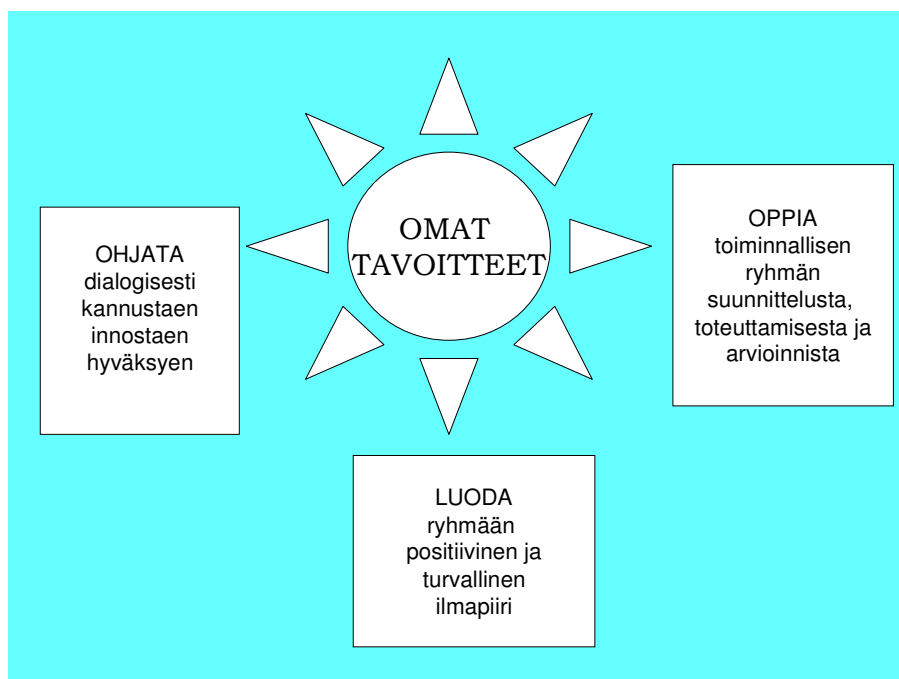 OMAT
TAVOITTEET
OHJATA
dialogisesti
kannustaen
innostaen
hyväksyen
OPPIA
toiminnallisen
ryhmän
suunnittelusta,
toteuttamisesta ja
arvioinnista
LUODA
ryhmään
positiivinen ja
turvallinen
ilmapiiri